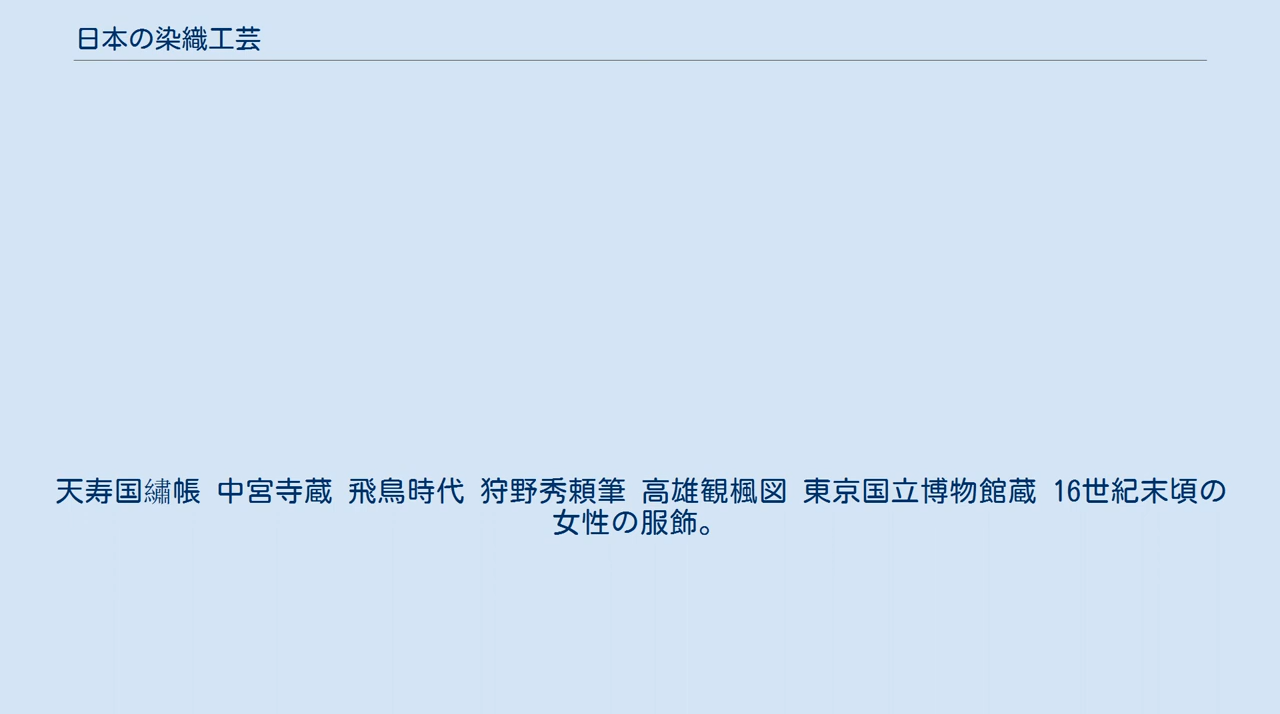 日本の染織工芸
天寿国繡帳 中宮寺蔵 飛鳥時代 狩野秀頼筆 高雄観楓図 東京国立博物館蔵 16世紀末頃の
女性の服飾。